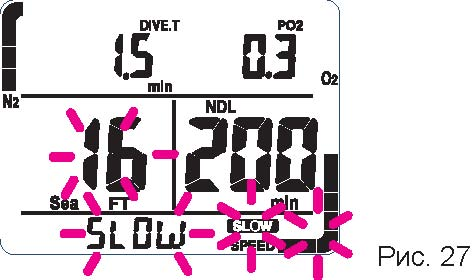 DIVE.T PO2
1.5 min 0.3
N2 O2
NDL
16 200
Sea FT min
SLOW SLOW
SPEED
Рис. 27